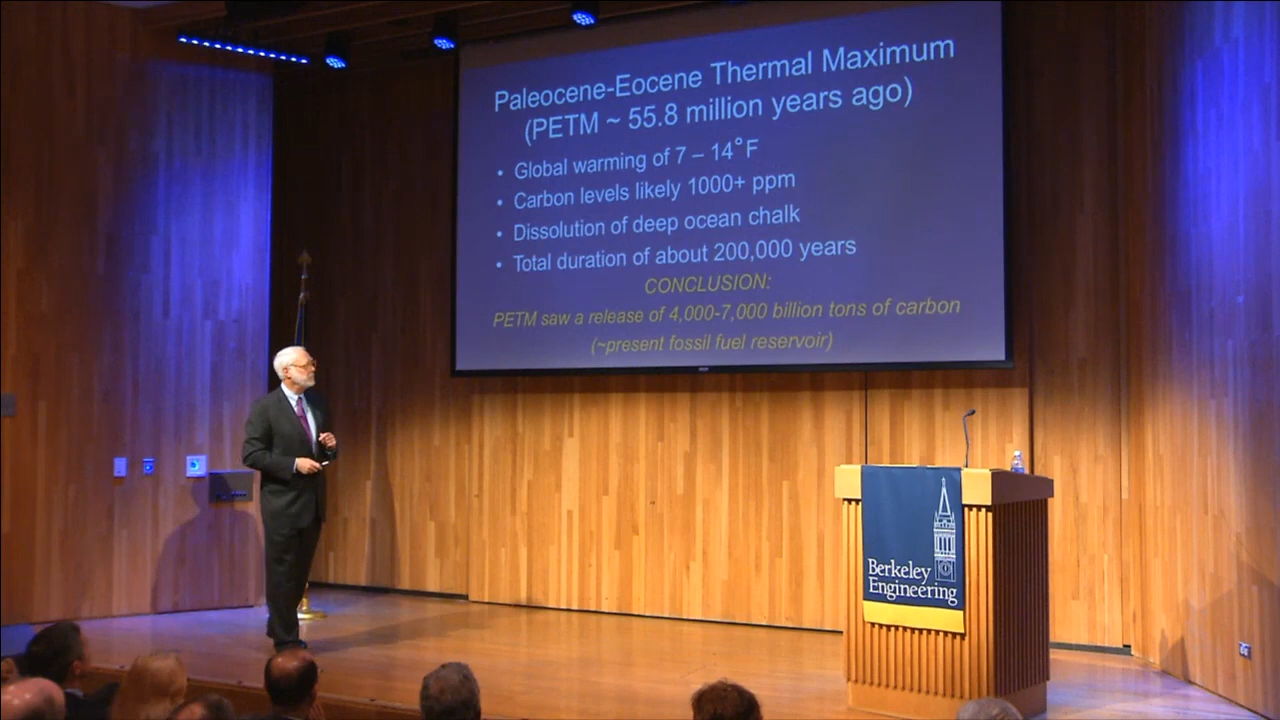 Paleocene-Eocene Thermal Maximum
(PETM ~ 55.8 million years ago)
• Global warming of 7 – 14°F
• Carbon levels likely 1000+ ppm
• Dissolution of deep ocean chalk
• Total duration of about 200,000 years
CONCLUSION:
PETM saw a release of 4,000-7,000 billion tons of carbon
(~present fossil fuel reservoir)
Berkeley
Engineering